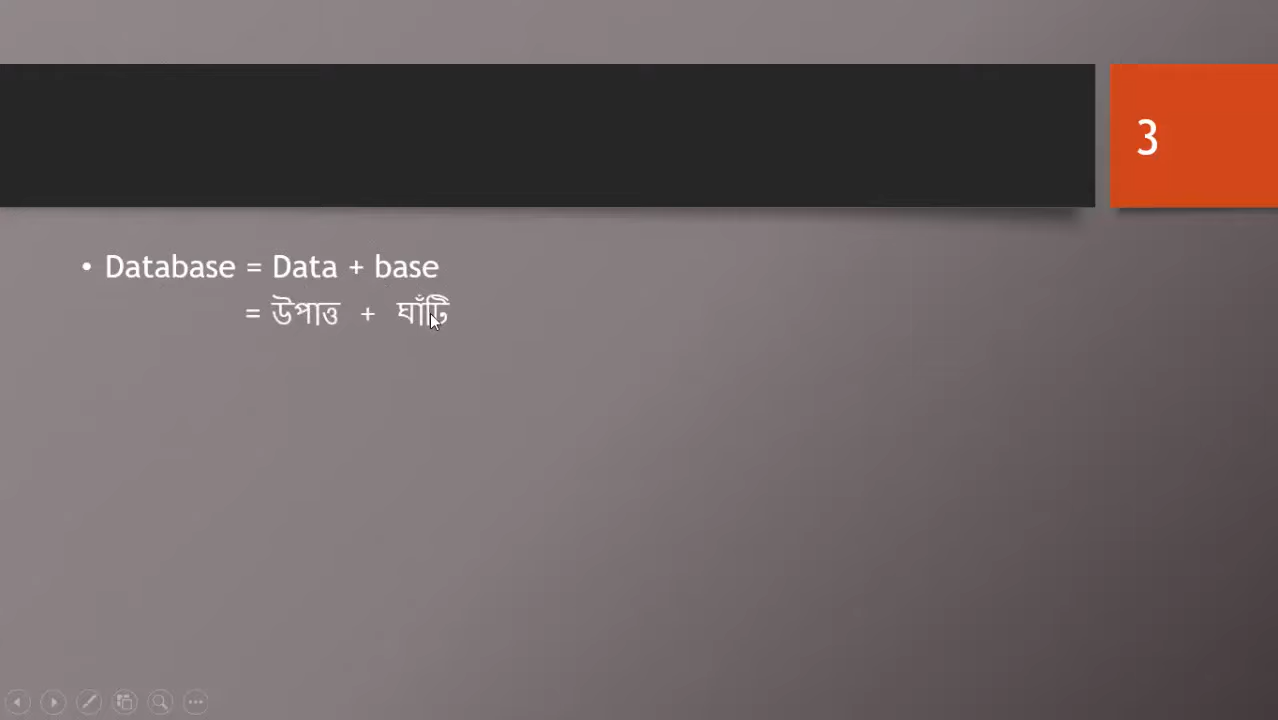 3
• Database = Data + base
= উপাত্ত + ঘাঁটি